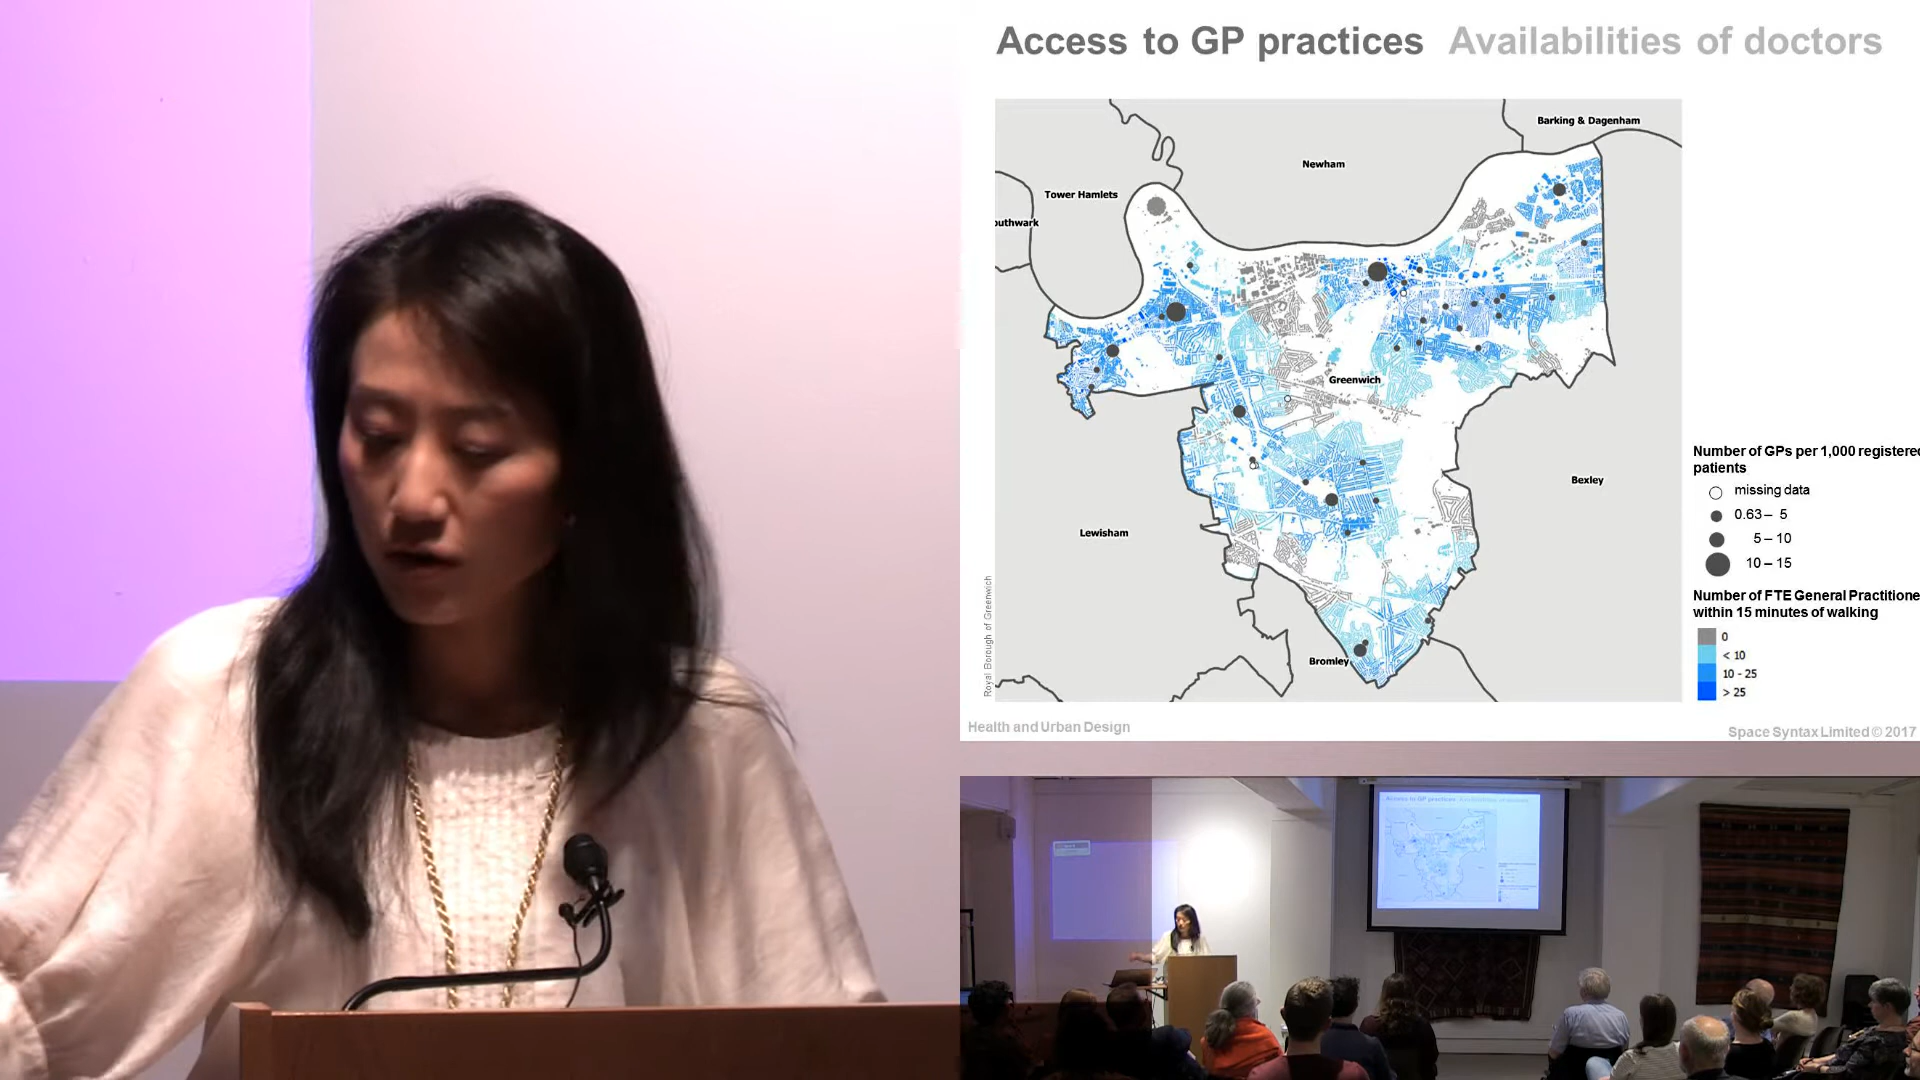 Access to GP practices Availabilities of doctors
Barking & Dagenham
Newham
Tower Hamlets
outhwark
Greenwich
Bexley
Lewisham
Bromley
Royal Borough of Greenwich
Number of GPs per 1,000 registered
patients
missing data
0.63 – 5
5 – 10
10 – 15
Number of FTE General Practitione
within 15 minutes of walking
0
< 10
10 - 25
> 25
Health and Urban Design
Space Syntax Limited © 2017